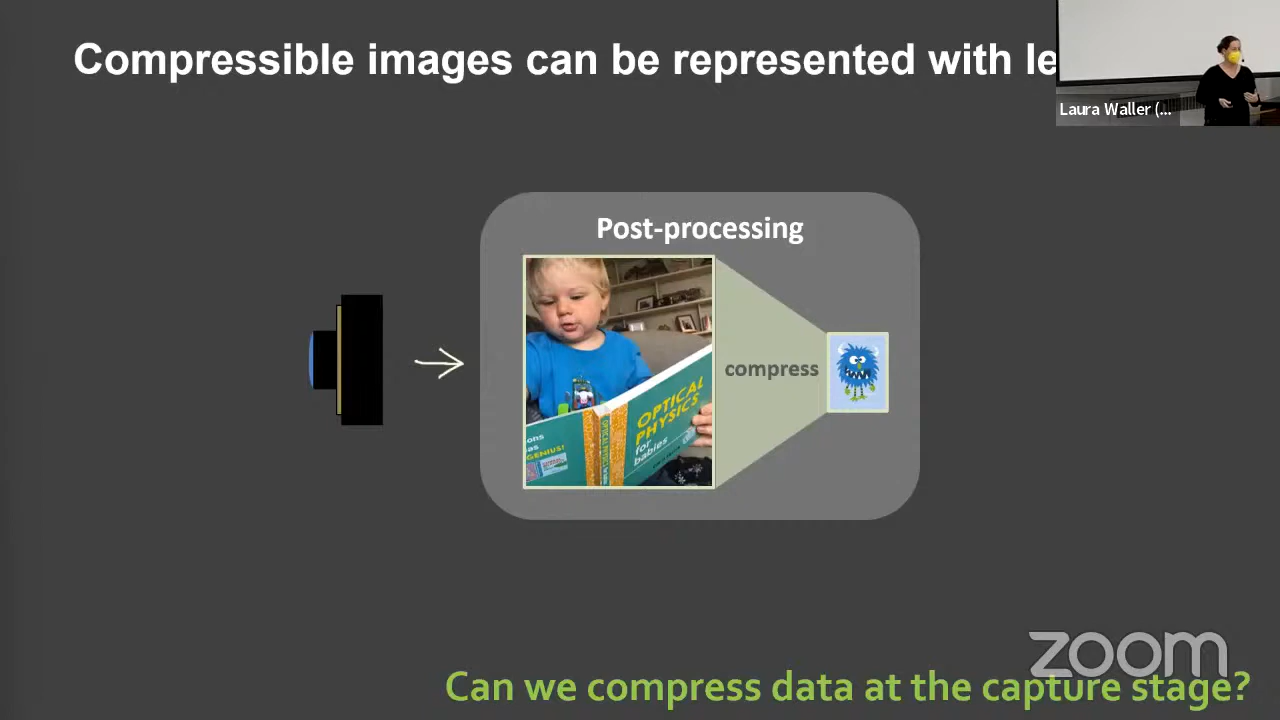 Compressible images can be represented with le
Laura Waller (...
Post-processing
compress
OPTICAL
PHYSICS
for
babies
GENIUS!
zoom
Can we compress data at the capture stage?